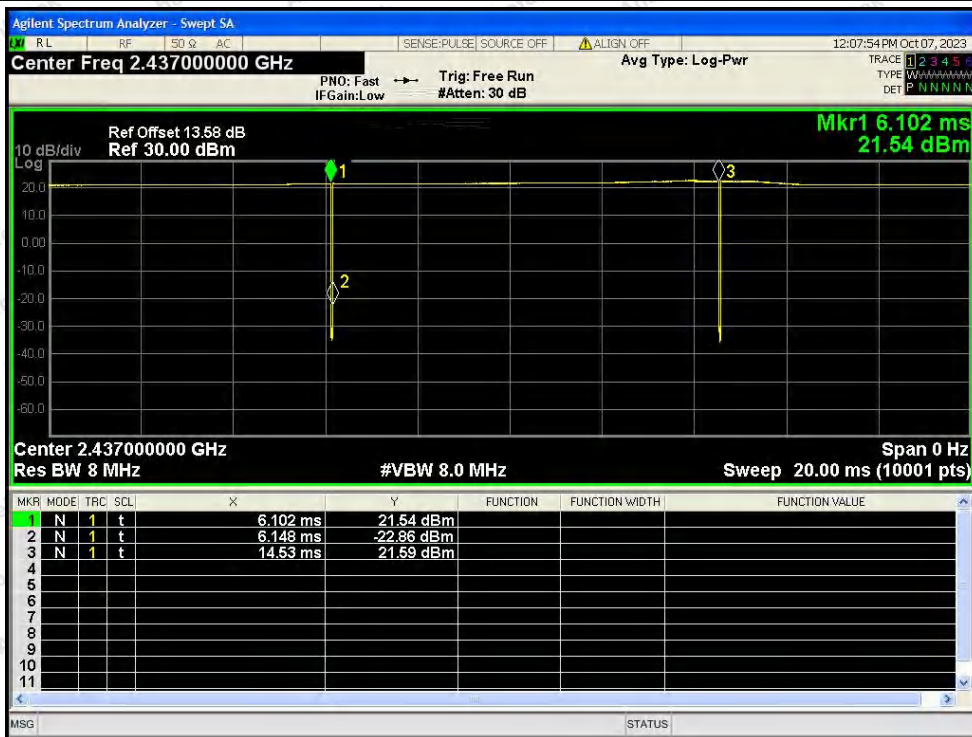 Agilent Spectrum Analyzer - Swept SA
LXI RL RF 50 Ω AC SENSE:PULSE SOURCE OFF ALIGN OFF 12:07:54 PM Oct 07, 2023
Center Freq 2.437000000 GHz
PNO: Fast
IFGain:Low
Trig: Free Run
#Atten: 30 dB
Avg Type: Log-Pwr
TRACE 1 2 3 4 5 6
TYPE W
DET P N N N N N
Mkr1 6.102 ms
21.54 dBm
Ref Offset 13.58 dB
Ref 30.00 dBm
10 dB/div
Log
1
3
20.0
10.0
0.00
-10.0
2
-20.0
-30.0
-40.0
-50.0
-60.0
Center 2.437000000 GHz Span 0 Hz
Res BW 8 MHz #VBW 8.0 MHz Sweep 20.00 ms (10001 pts)
MKR MODE TRC SCL X Y FUNCTION FUNCTION WIDTH FUNCTION VALUE
1 N 1 t 6.102 ms 21.54 dBm
2 N 1 t 6.148 ms -22.86 dBm
3 N 1 t 14.53 ms 21.59 dBm
4
5
6
7
8
9
10
11
MSG STATUS